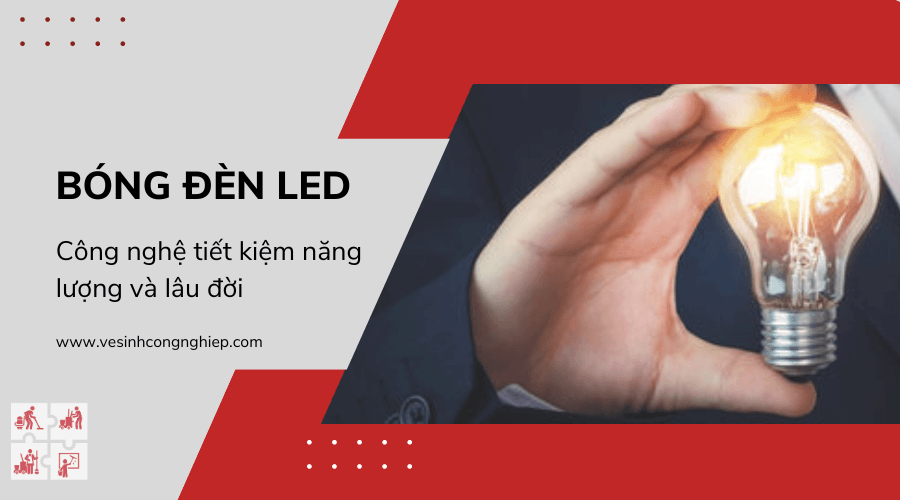 BÓNG ĐÈN LED
Công nghệ tiết kiệm năng
lượng và lâu đời
www.vesinhcongnghiep.com